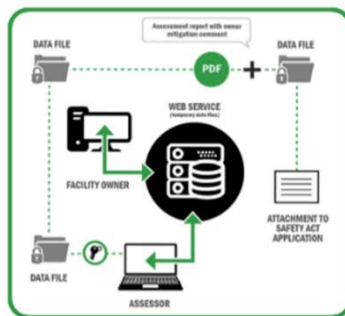 Assessment report with owner
mitigation comment
DATA FILE
PDF
DATA FILE
WEB SERVICE
(temporary data files)
FACILITY OWNER
ATTACHMENT TO
SAFETY ACT
APPLICATION
DATA FILE
ASSESSOR